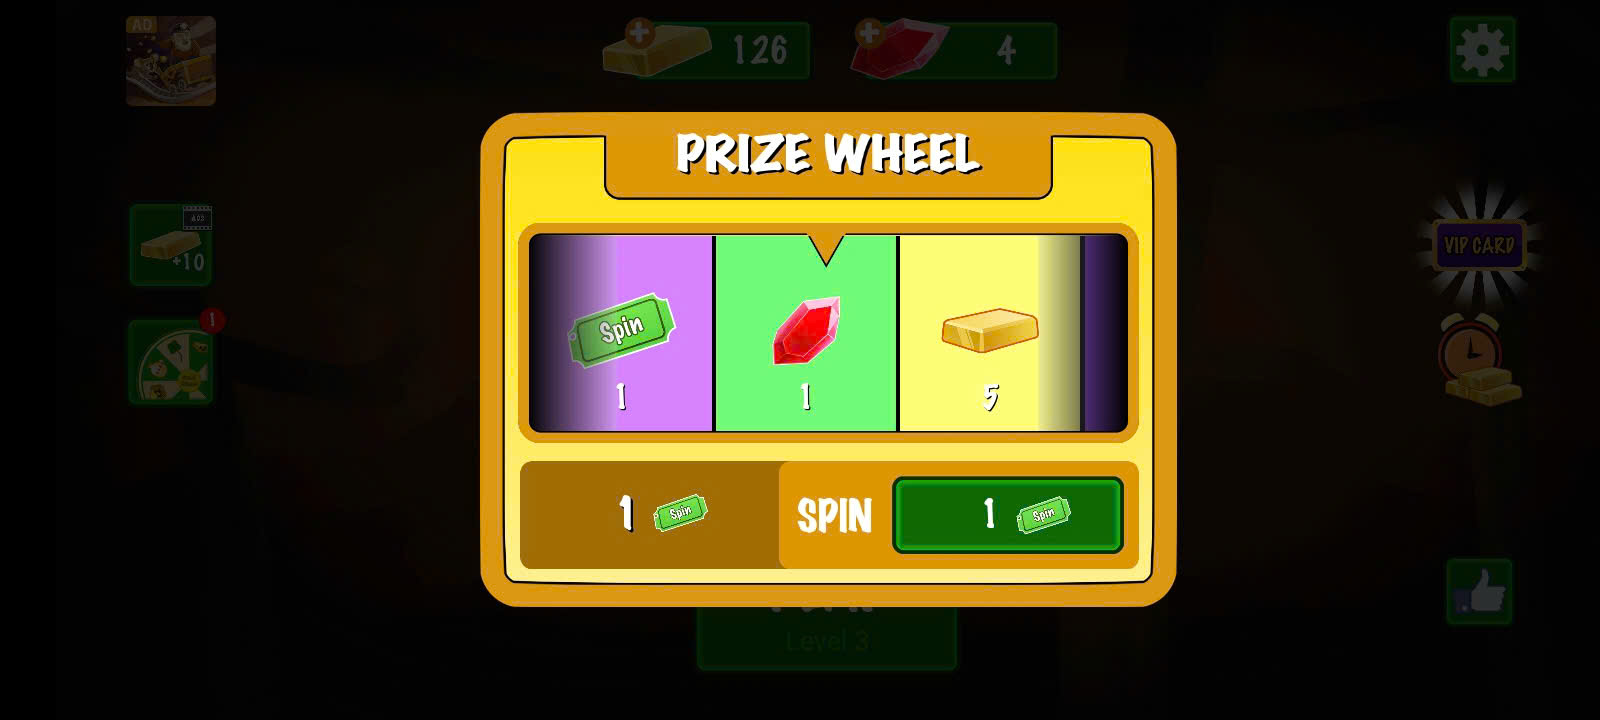 AD
126
4
PRIZE WHEEL
ADS
+10
VIP CARD
!
Spin
1
1
5
1
Spin
SPIN
1
Spin
Level 3